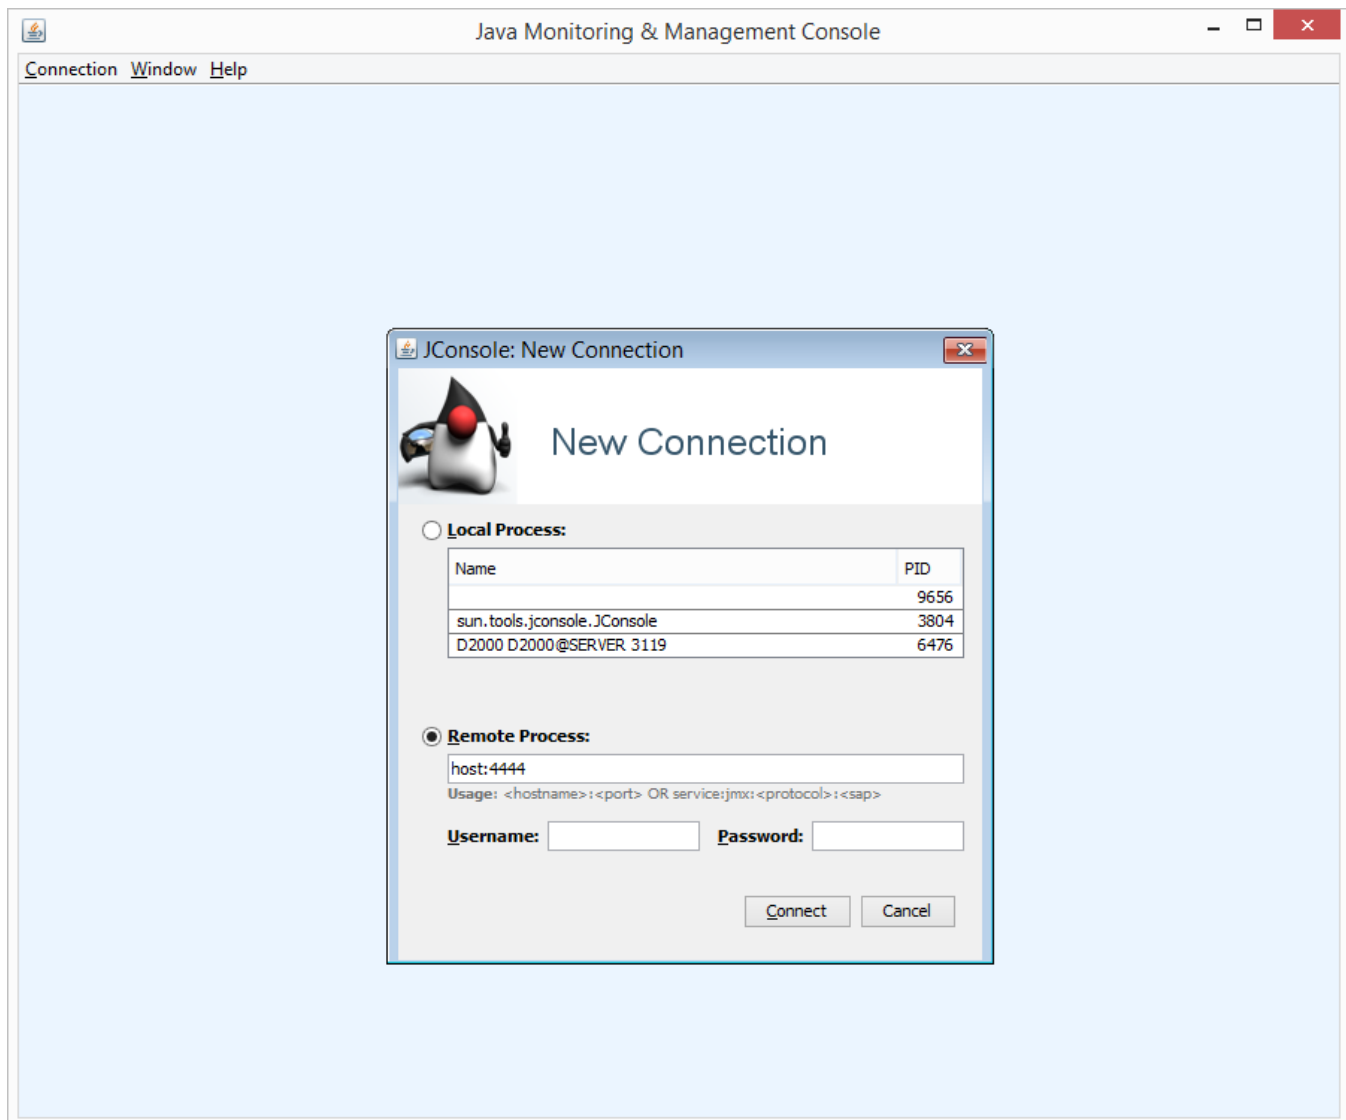 Java Monitoring & Management Console
Connection Window Help
JConsole: New Connection
New Connection
Local Process:
Name PID
9656
sun.tools.jconsole.JConsole 3804
D2000 D2000@SERVER 3119 6476
Remote Process:
host:4444
Usage: <hostname>:<port> OR service:jmx:<protocol>:<sap>
Username: Password:
Connect Cancel